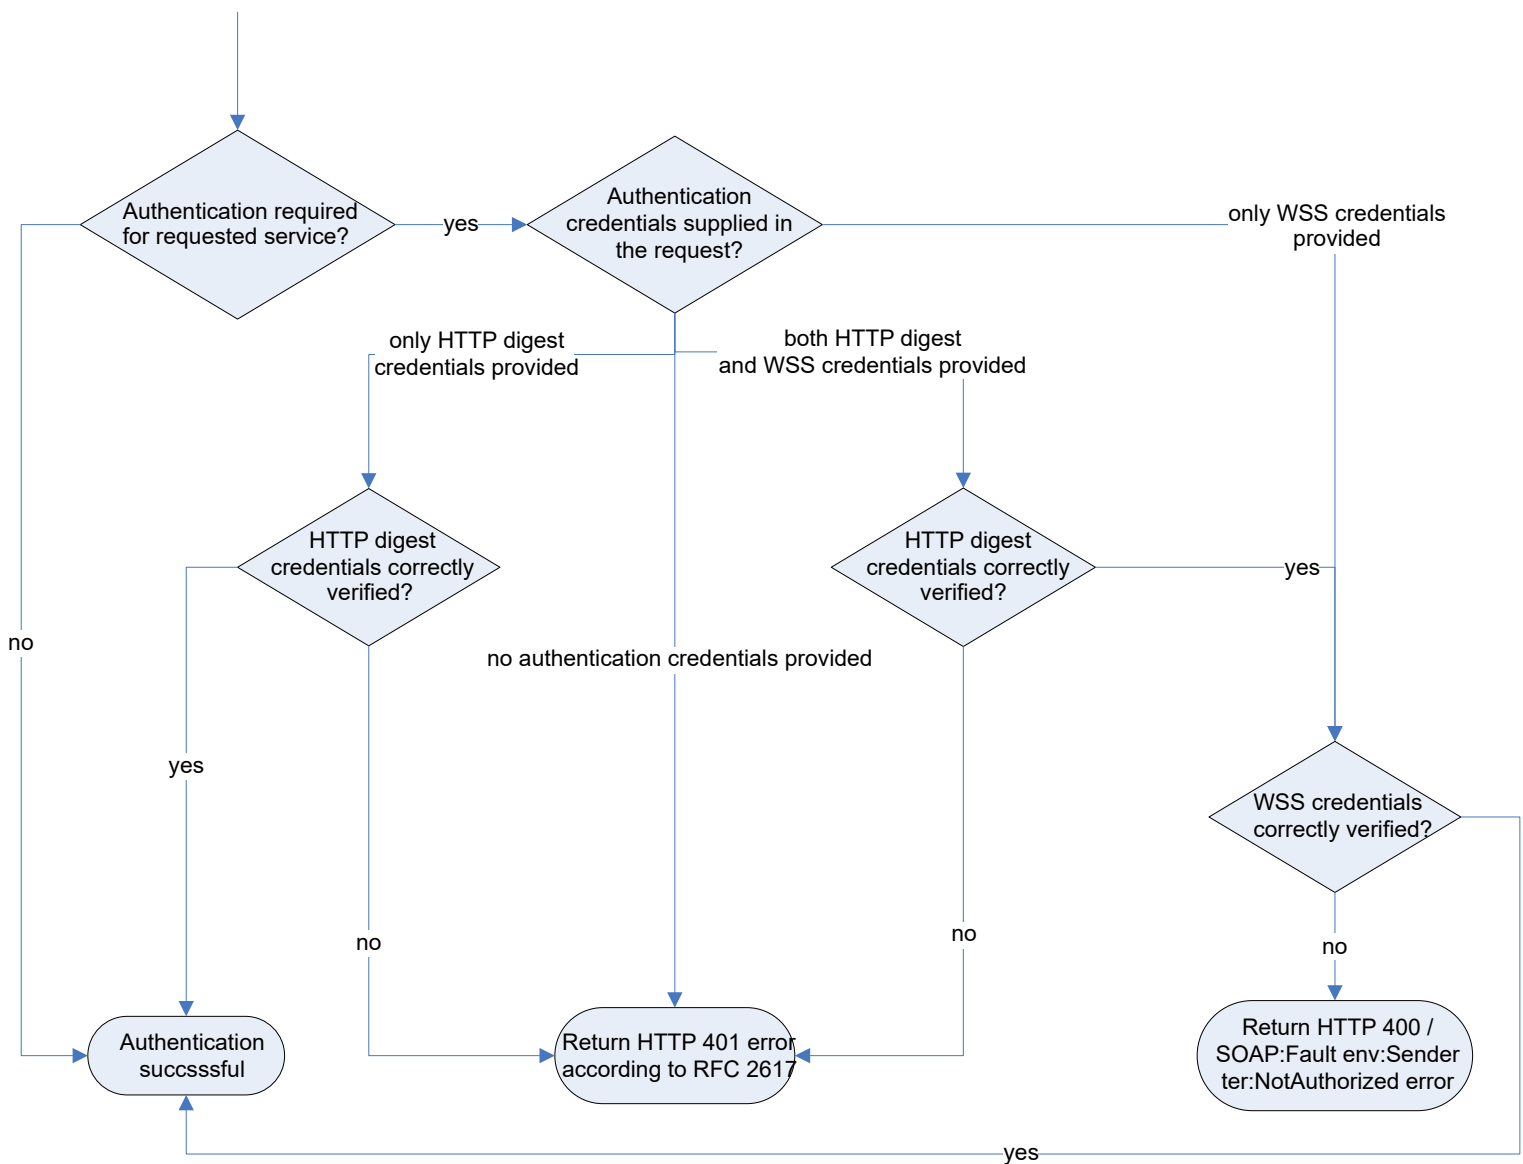 Authentication required
for requested service?
yes
Authentication
credentials supplied in
the request?
only WSS credentials
provided
only HTTP digest
credentials provided
both HTTP digest
and WSS credentials provided
HTTP digest
credentials correctly
verified?
HTTP digest
credentials correctly
verified?
yes
no
no authentication credentials provided
yes
WSS credentials
correctly verified?
no
no
no
Authentication
succsssful
Return HTTP 401 error
according to RFC 2617
Return HTTP 400 /
SOAP:Fault env:Sender
ter:NotAuthorized error
yes